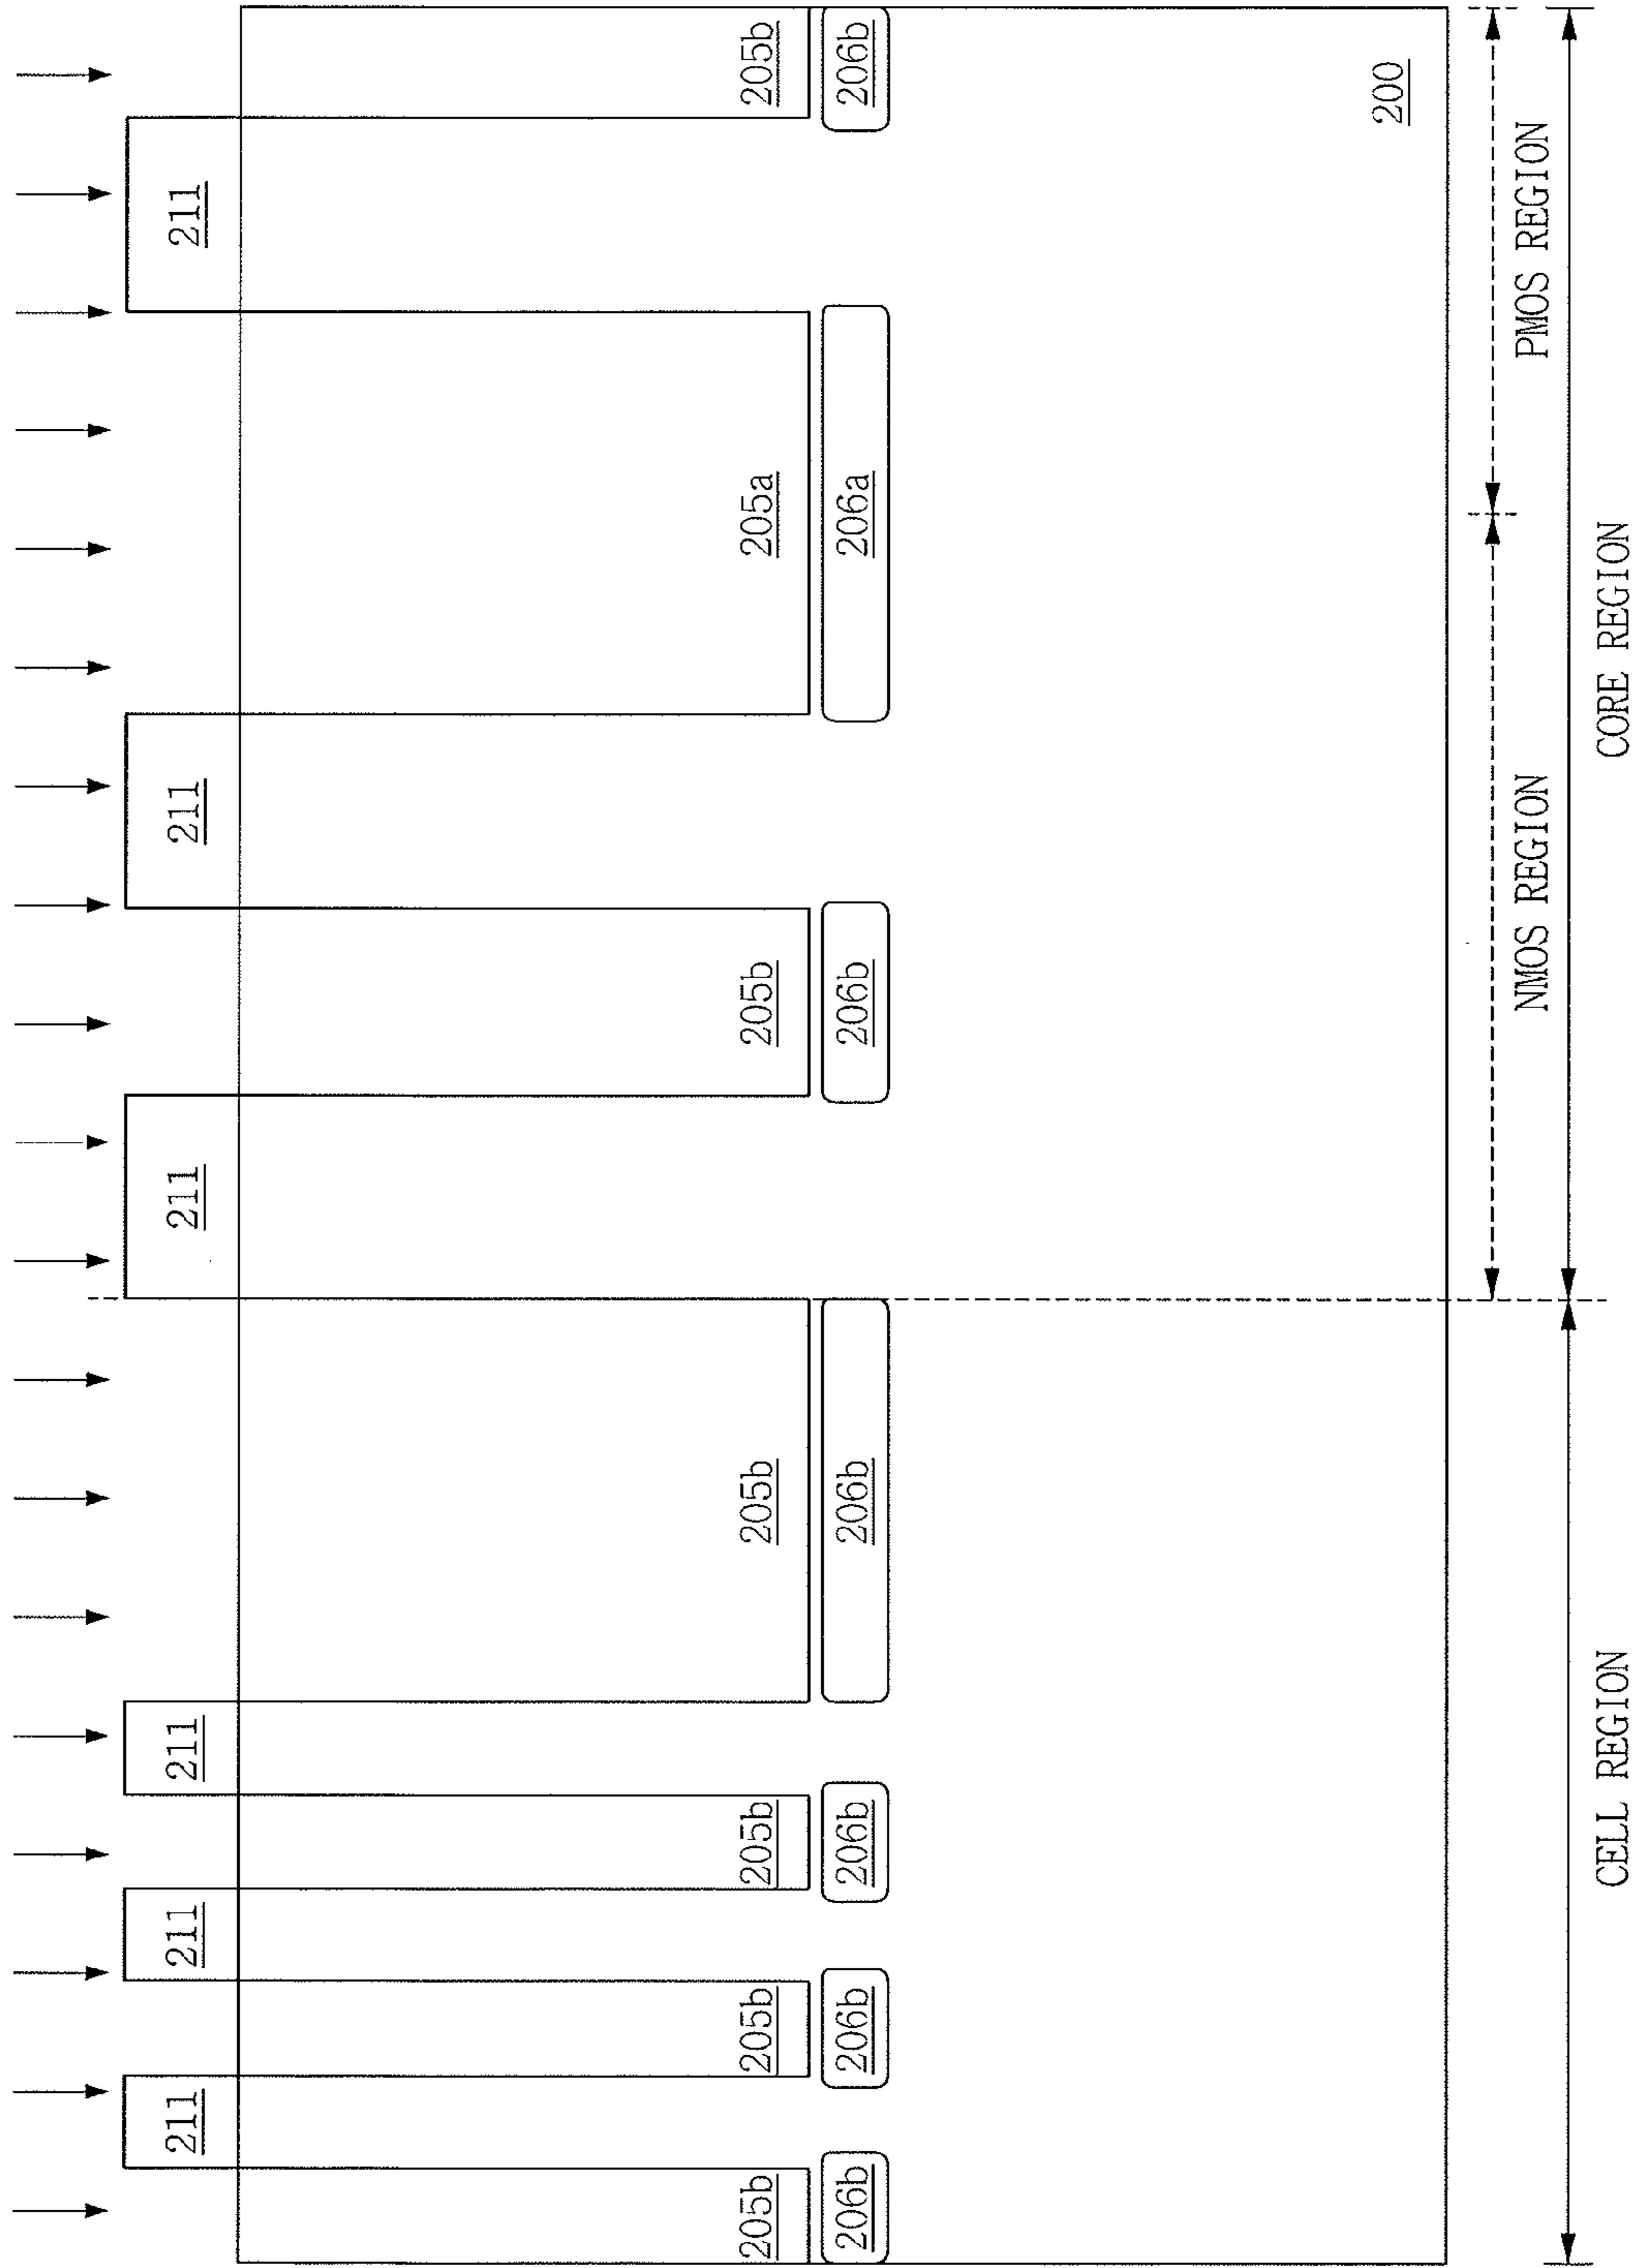 211 211 211 211 211 211
205b 205b 205b 205b 205b 205a 205b
206b 206b 206b 206b 206b 206a 206b
200
NMOS REGION PMOS REGION
CELL REGION CORE REGION